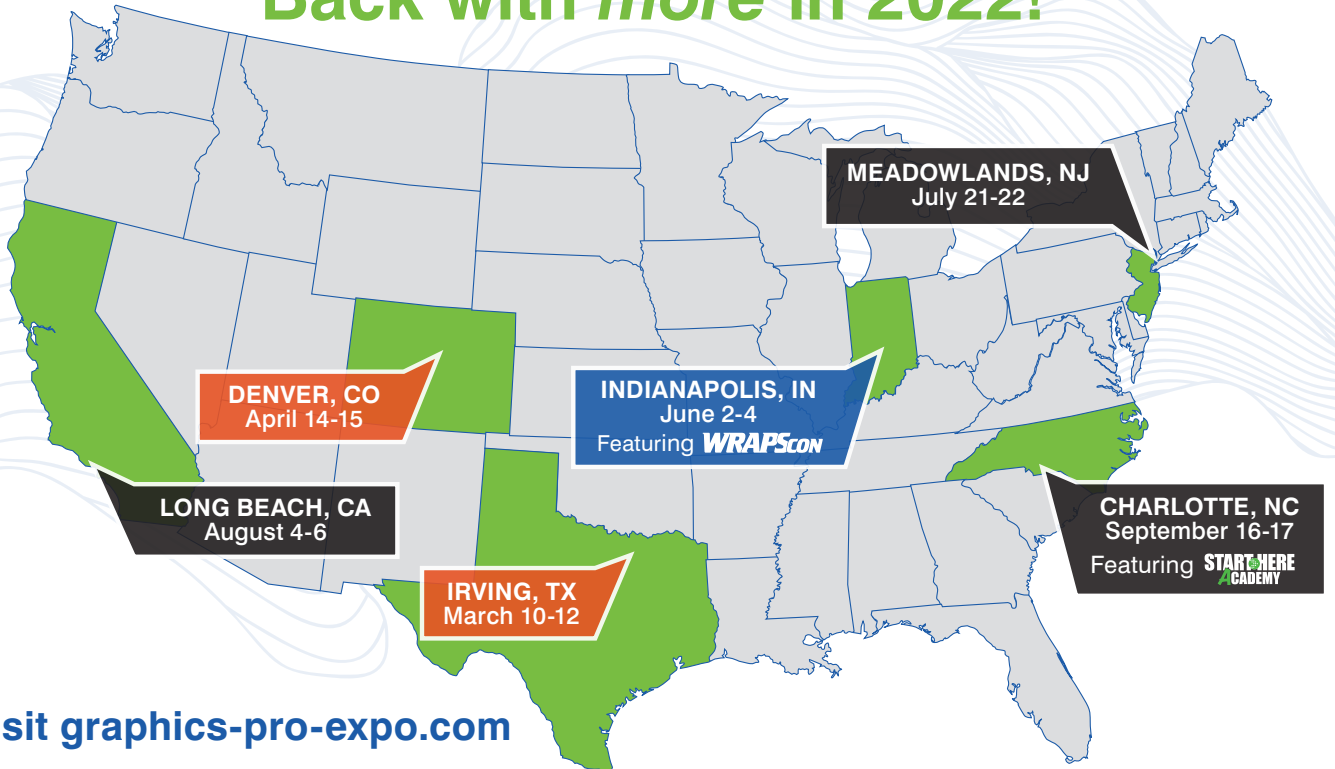 Back with more in 2022!
MEADOWLANDS, NJ
July 21-22
DENVER, CO
April 14-15
INDIANAPOLIS, IN
June 2-4
Featuring WRAPSCON
LONG BEACH, CA
August 4-6
CHARLOTTE, NC
September 16-17
Featuring START HERE
ACADEMY
IRVING, TX
March 10-12
sit graphics-pro-expo.com